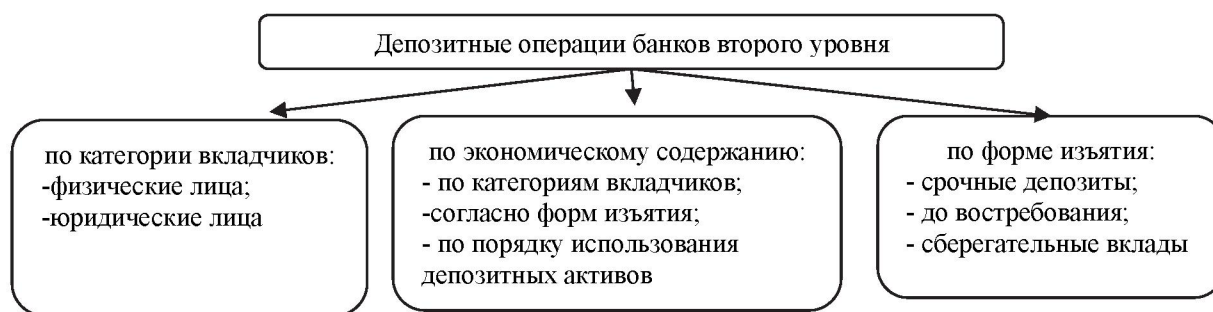 Депозитные операции банков второго уровня
по категории вкладчиков:
-физические лица;
-юридические лица
по экономическому содержанию:
- по категориям вкладчиков;
-согласно форм изъятия;
- по порядку использования
депозитных активов
по форме изъятия:
- срочные депозиты;
- до востребования;
- сберегательные вклады